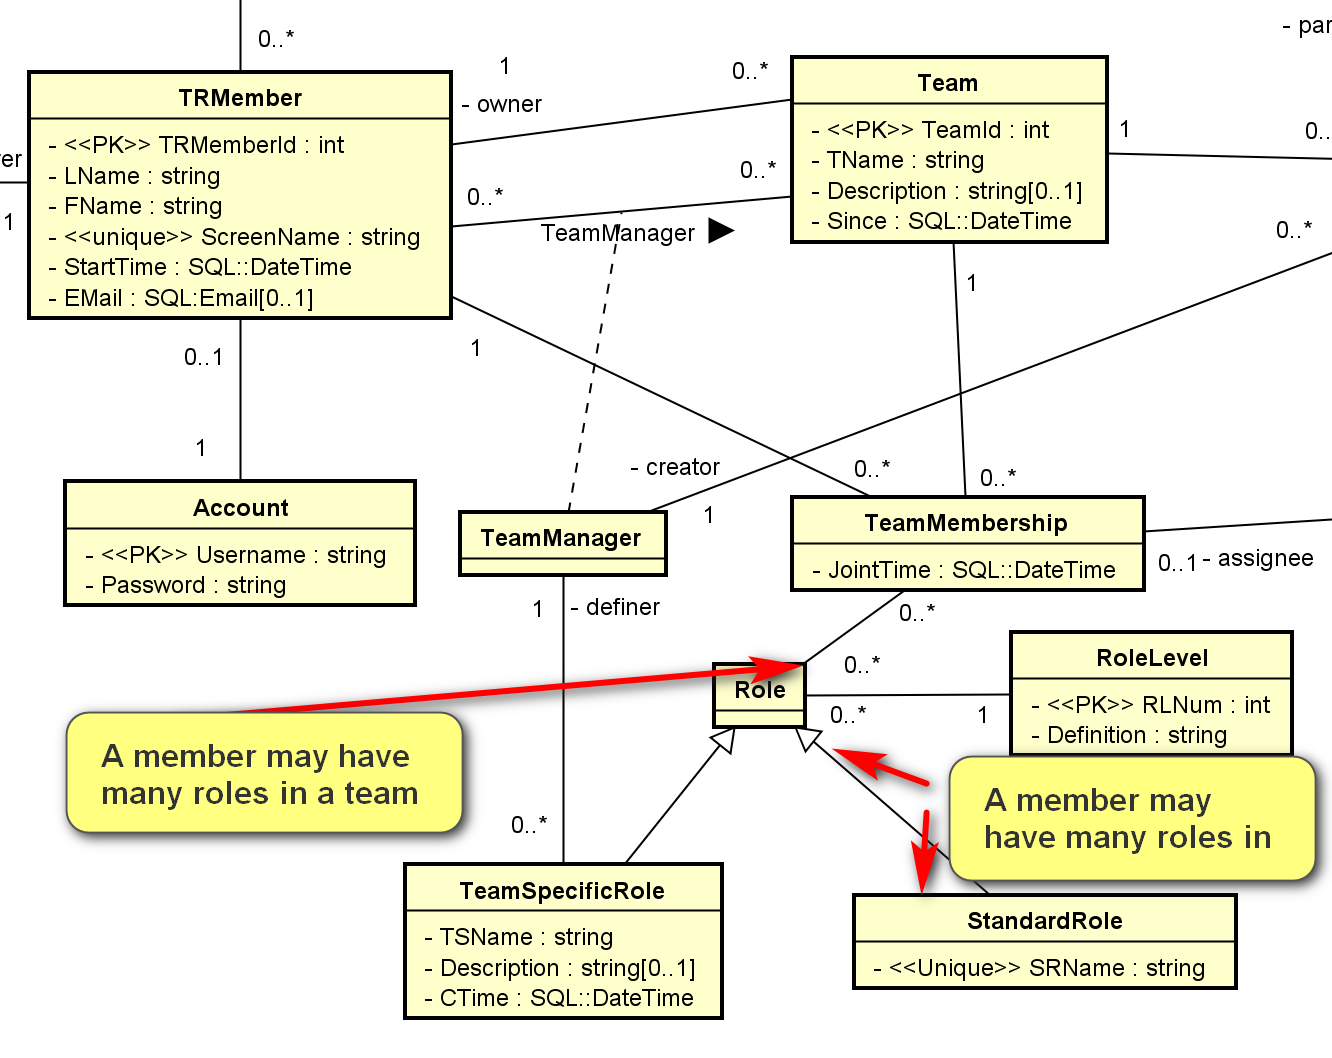 - par
0..*
1
- owner
0..*
TRMember
- <<PK>> TRMemberId : int
- LName : string
- FName : string
- <<unique>> ScreenName : string
- StartTime : SQL::DateTime
- EMail : SQL:Email[0..1]
Team
- <<PK>> TeamId : int
- TName : string
- Description : string[0..1]
- Since : SQL::DateTime
1
0..
er
1
0..*
0..*
TeamManager
0..*
1
1
0..1
1
- creator
1
0..*
0..*
Account
- <<PK>> Username : string
- Password : string
TeamManager
TeamMembership
- JointTime : SQL::DateTime
0..1
- assignee
1
- definer
0..*
0..*
Role
0..*
1
RoleLevel
- <<PK>> RLNum : int
- Definition : string
A member may have
many roles in a team
A member may
have many roles in
0..*
TeamSpecificRole
- TSName : string
- Description : string[0..1]
- CTime : SQL::DateTime
StandardRole
- <<Unique>> SRName : string